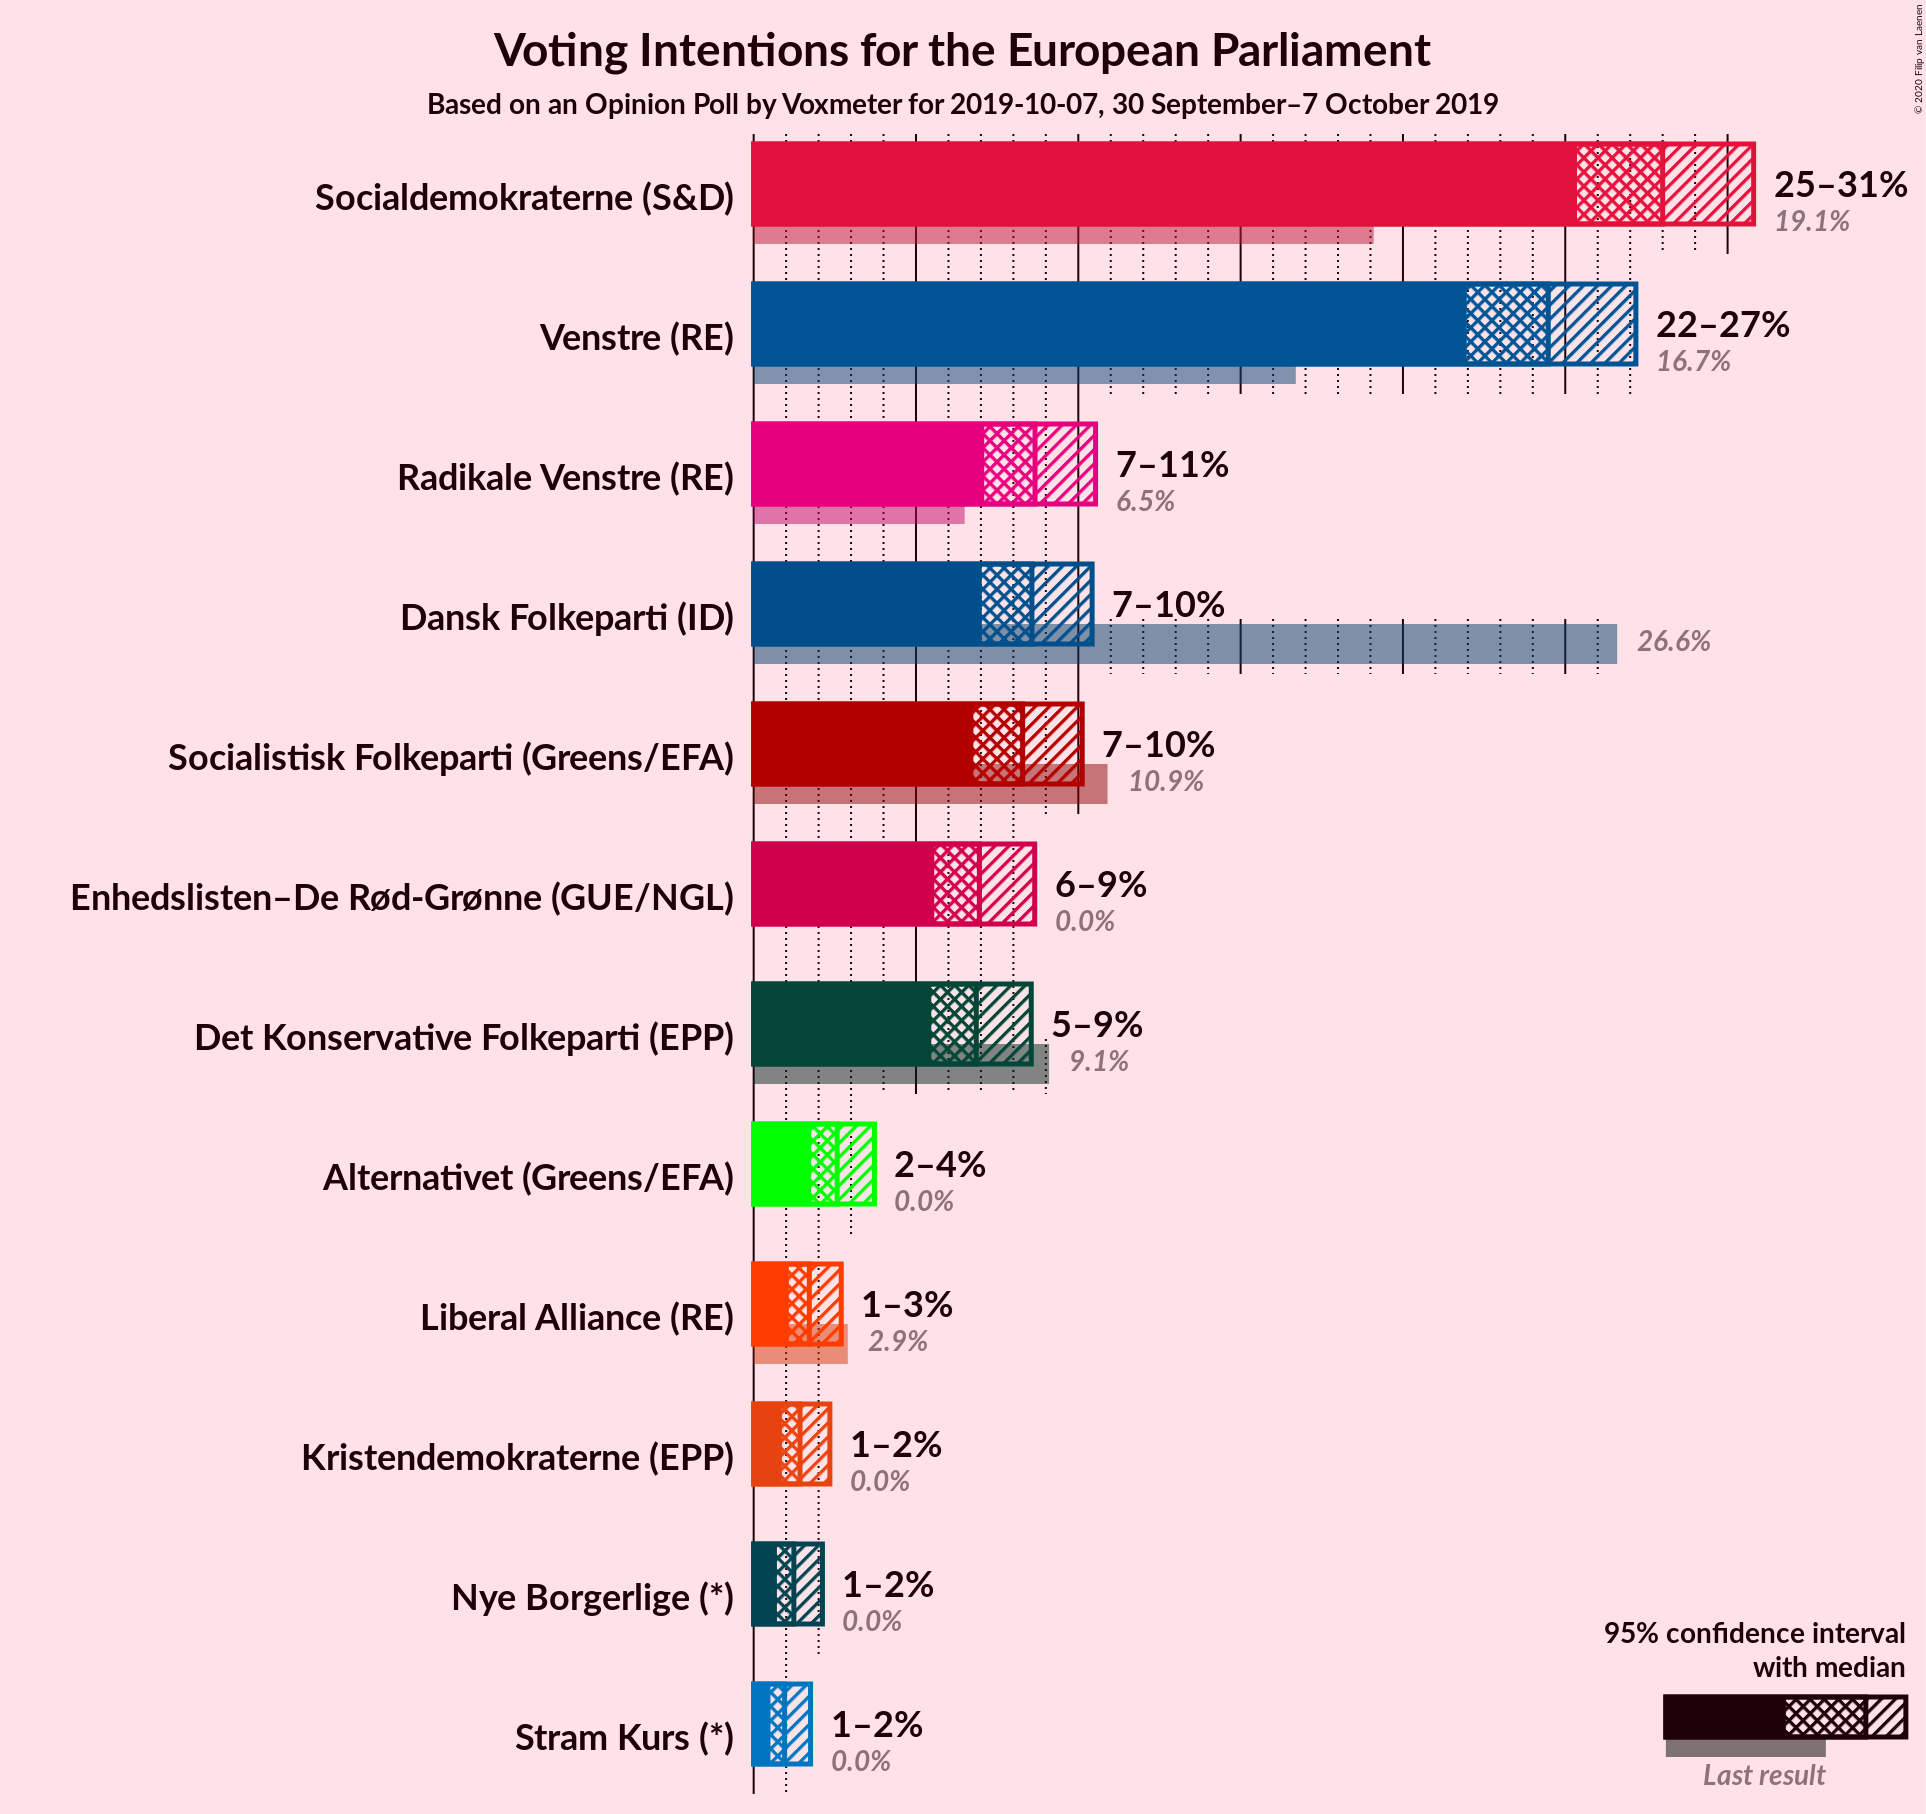 Voting Intentions for the European Parliament
Based on an Opinion Poll by Voxmeter for 2019-10-07, 30 September–7 October 2019
© 2020 Filip van Laenen
Socialdemokraterne (S&D)
25–31%
19.1%
Venstre (RE)
22–27%
16.7%
Radikale Venstre (RE)
7–11%
6.5%
Dansk Folkeparti (ID)
7–10%
26.6%
Socialistisk Folkeparti (Greens/EFA)
7–10%
10.9%
Enhedslisten–De Rød-Grønne (GUE/NGL)
6–9%
0.0%
Det Konservative Folkeparti (EPP)
5–9%
9.1%
Alternativet (Greens/EFA)
2–4%
0.0%
Liberal Alliance (RE)
1–3%
2.9%
Kristendemokraterne (EPP)
1–2%
0.0%
Nye Borgerlige (*)
1–2%
0.0%
Stram Kurs (*)
1–2%
0.0%
95% confidence interval
with median
Last result